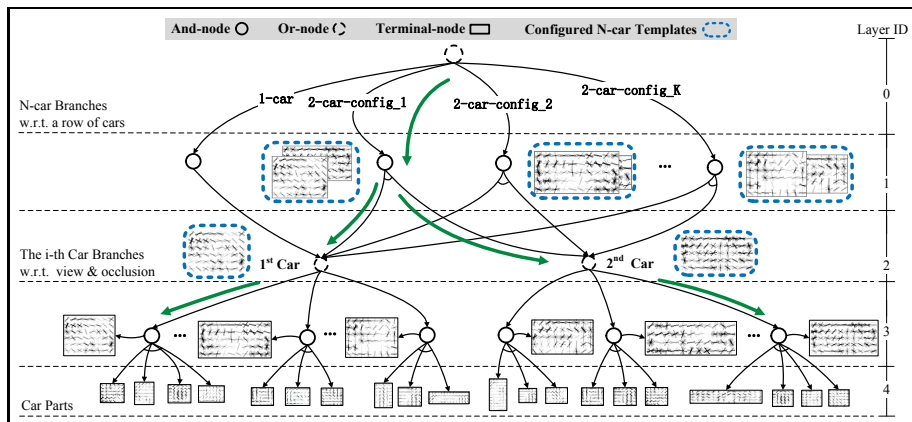 And-node Or-node Terminal-node Configured N-car Templates
Layer ID
0
1-car 2-car-config_1 2-car-config_2 2-car-config_K
N-car Branches
w.r.t. a row of cars
...
1
The i-th Car Branches
w.r.t. view & occlusion
1st Car
2nd Car
2
... ... ...
3
4
Car Parts